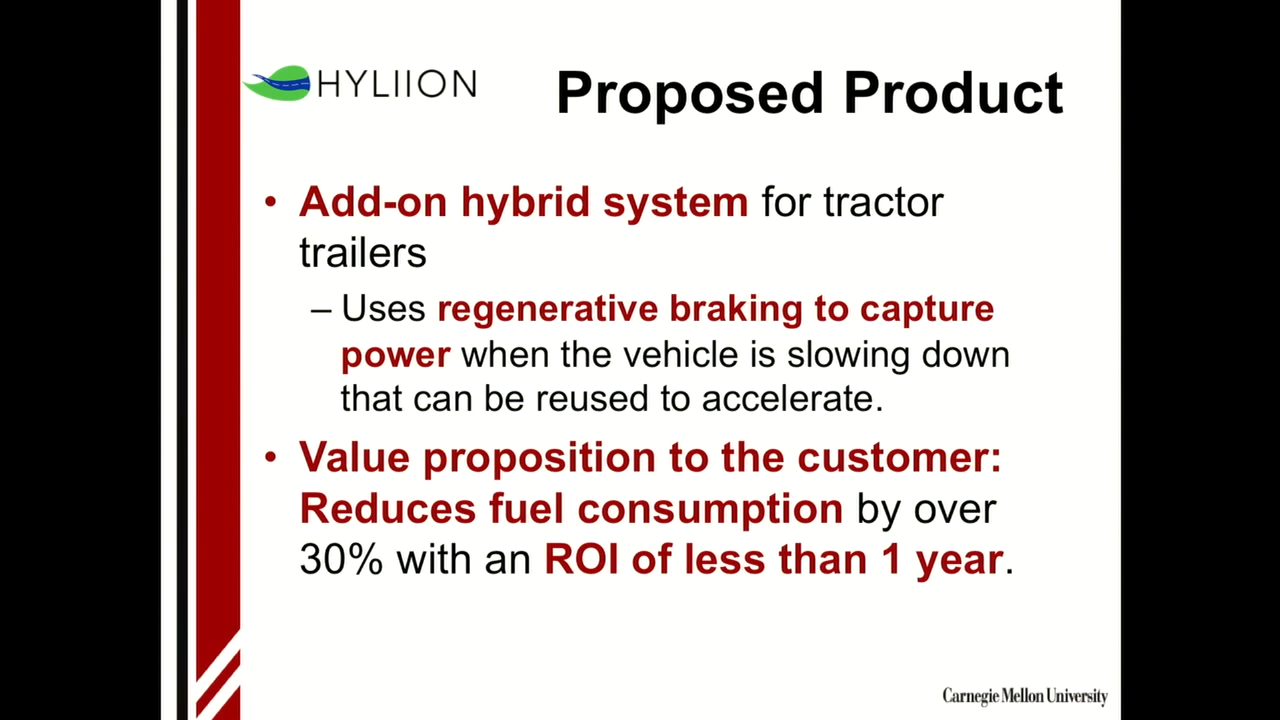 HYLIION
Proposed Product
• Add-on hybrid system for tractor
trailers
– Uses regenerative braking to capture
power when the vehicle is slowing down
that can be reused to accelerate.
• Value proposition to the customer:
Reduces fuel consumption by over
30% with an ROI of less than 1 year.
Carnegie Mellon University